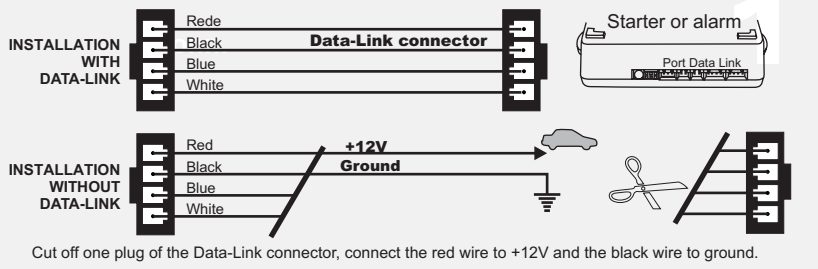 Rede
Black
Blue
White
INSTALLATION
WITH
DATA-LINK
Data-Link connector
Starter or alarm
1
Port Data Link
Red
Black
Blue
White
INSTALLATION
WITHOUT
DATA-LINK
+12V
Ground
Cut off one plug of the Data-Link connector, connect the red wire to +12V and the black wire to ground.